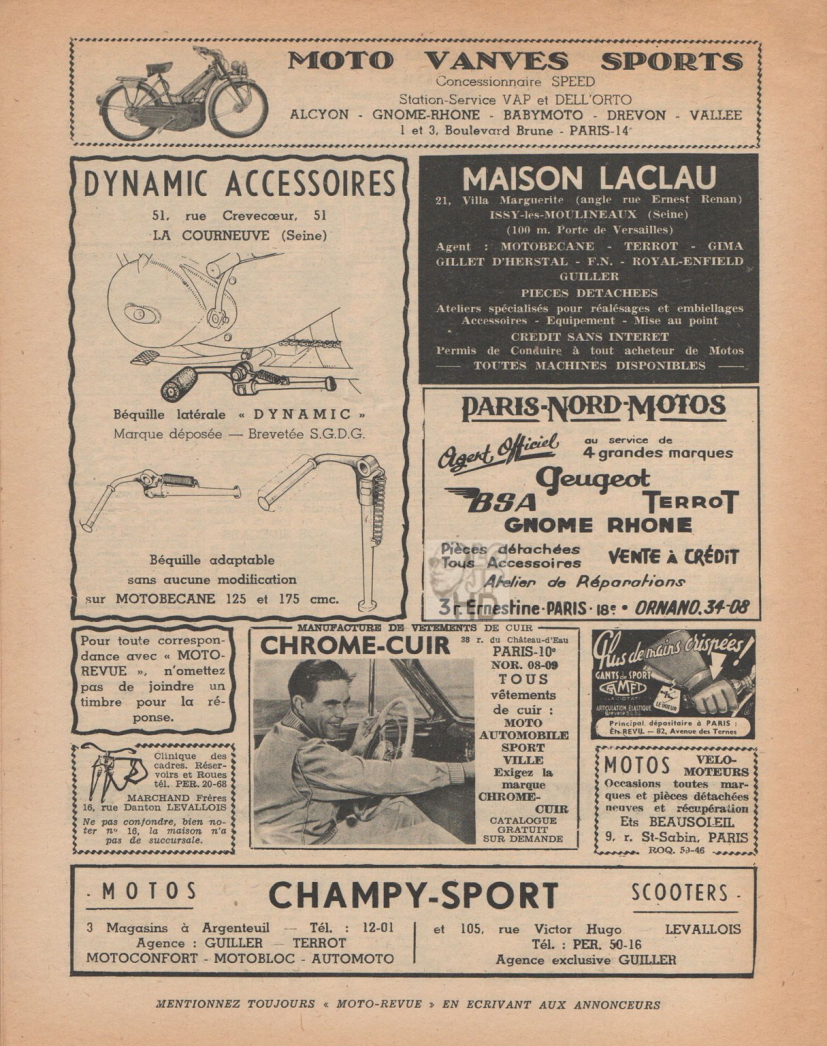 MOTO VANVES SPORTS
Concessionnaire SPEED
Station-Service VAP et DELL'ORTO
ALCYON - GNOME-RHONE - BABYMOTO - DREVON - VALLEE
1 et 3, Boulevard Brune - PARIS-14ᵉ
DYNAMIC ACCESSOIRES
51, rue Crevecœur, 51
LA COURNEUVE (Seine)
Béquille latérale « DYNAMIC »
Marque déposée — Brevetée S.G.D.G.
Béquille adaptable
sans aucune modification
sur MOTOBECANE 125 et 175 cmc.
MAISON LACLAU
21, Villa Marguerite (angle rue Ernest Renan)
ISSY-les-MOULINEAUX (Seine)
(100 m. Porte de Versailles)
Agent : MOTOBECANE - TERROT - GIMA
GILLET D'HERSTAL - F.N. - ROYAL-ENFIELD
GUILLER
PIECES DETACHEES
Ateliers spécialisés pour réalésages et embiellages
Accessoires - Equipement - Mise au point
CREDIT SANS INTERET
Permis de Conduire à tout acheteur de Motos
— TOUTES MACHINES DISPONIBLES —
PARIS-NORD-MOTOS
Agent Officiel
au service de
4 grandes marques
Peugeot
BSA TERROT
GNOME RHONE
Pièces détachées
Tous Accessoires
VENTE à CRÉDIT
Atelier de Réparations
3 r. Ernestine·PARIS·18e • ORNANO.34-08
Pour toute correspon-
dance avec « MOTO-
REVUE », n'omettez
pas de joindre un
timbre pour la ré-
ponse.
MANUFACTURE DE VETEMENTS DE CUIR
CHROME-CUIR
38 r. du Château-d'Eau
PARIS-10ᵉ
NOR. 08-09
TOUS
vêtements
de cuir :
MOTO
AUTOMOBILE
SPORT
VILLE
Exigez la
marque
CHROME-
CUIR
CATALOGUE
GRATUIT
SUR DEMANDE
Plus de mains crispées!
GANTS de SPORT
GAMET
ARTICULATION ÉLASTIQUE
Principal dépositaire à PARIS :
Éts REVIL — 82, Avenue des Ternes
Clinique des
cadres. Réser-
voirs et Roues
tél. PER. 20-68
MARCHAND Frères
16, rue Danton LEVALLOIS
Ne pas confondre, bien no-
ter n° 16, la maison n'a
pas de succursale.
MOTOS VELO-
MOTEURS
Occasions toutes mar-
ques et pièces détachées
neuves et récupération
Ets BEAUSOLEIL
9, r. St-Sabin, PARIS
ROQ. 59-46
- MOTOS CHAMPY-SPORT SCOOTERS -
3 Magasins à Argenteuil — Tél. : 12-01
Agence : GUILLER — TERROT
MOTOCONFORT - MOTOBLOC - AUTOMOTO
et 105, rue Victor Hugo — LEVALLOIS
Tél. : PER. 50-16
Agence exclusive GUILLER
MENTIONNEZ TOUJOURS « MOTO-REVUE » EN ECRIVANT AUX ANNONCEURS